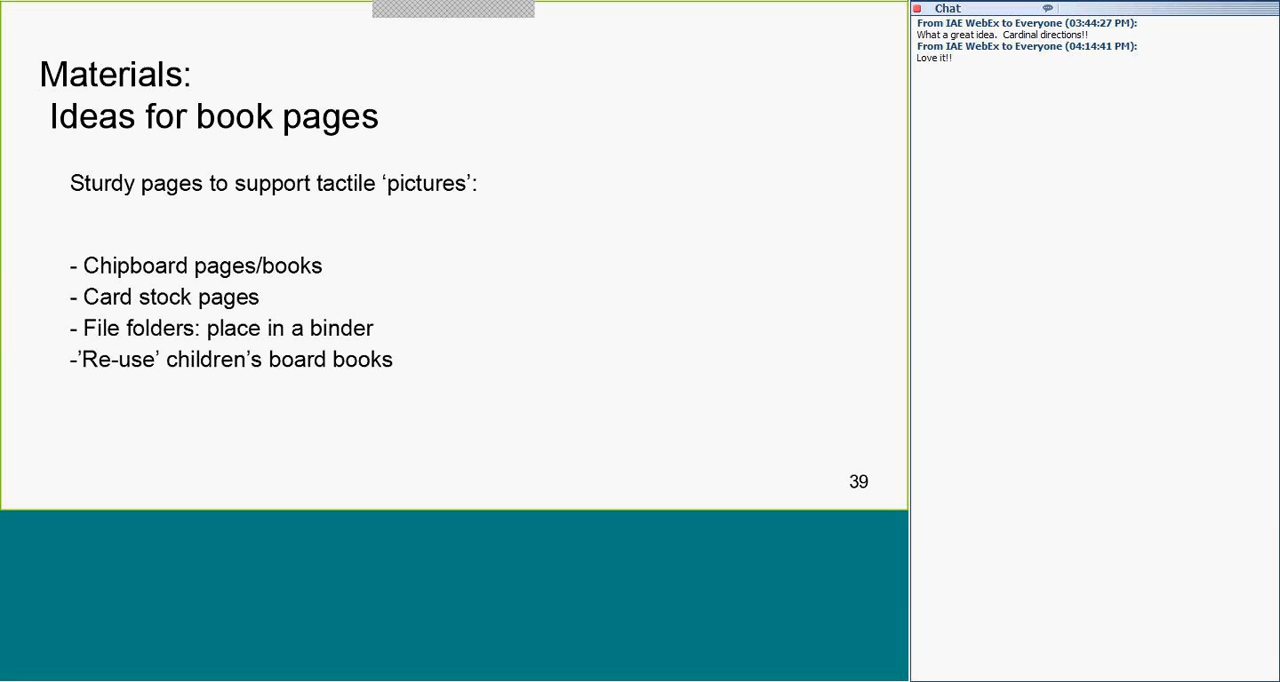 Materials:
Ideas for book pages
Sturdy pages to support tactile ‘pictures’:
- Chipboard pages/books
- Card stock pages
- File folders: place in a binder
-’Re-use’ children’s board books
39
Chat
From IAE WebEx to Everyone (03:44:27 PM):
What a great idea.  Cardinal directions!!
From IAE WebEx to Everyone (04:14:41 PM):
Love it!!